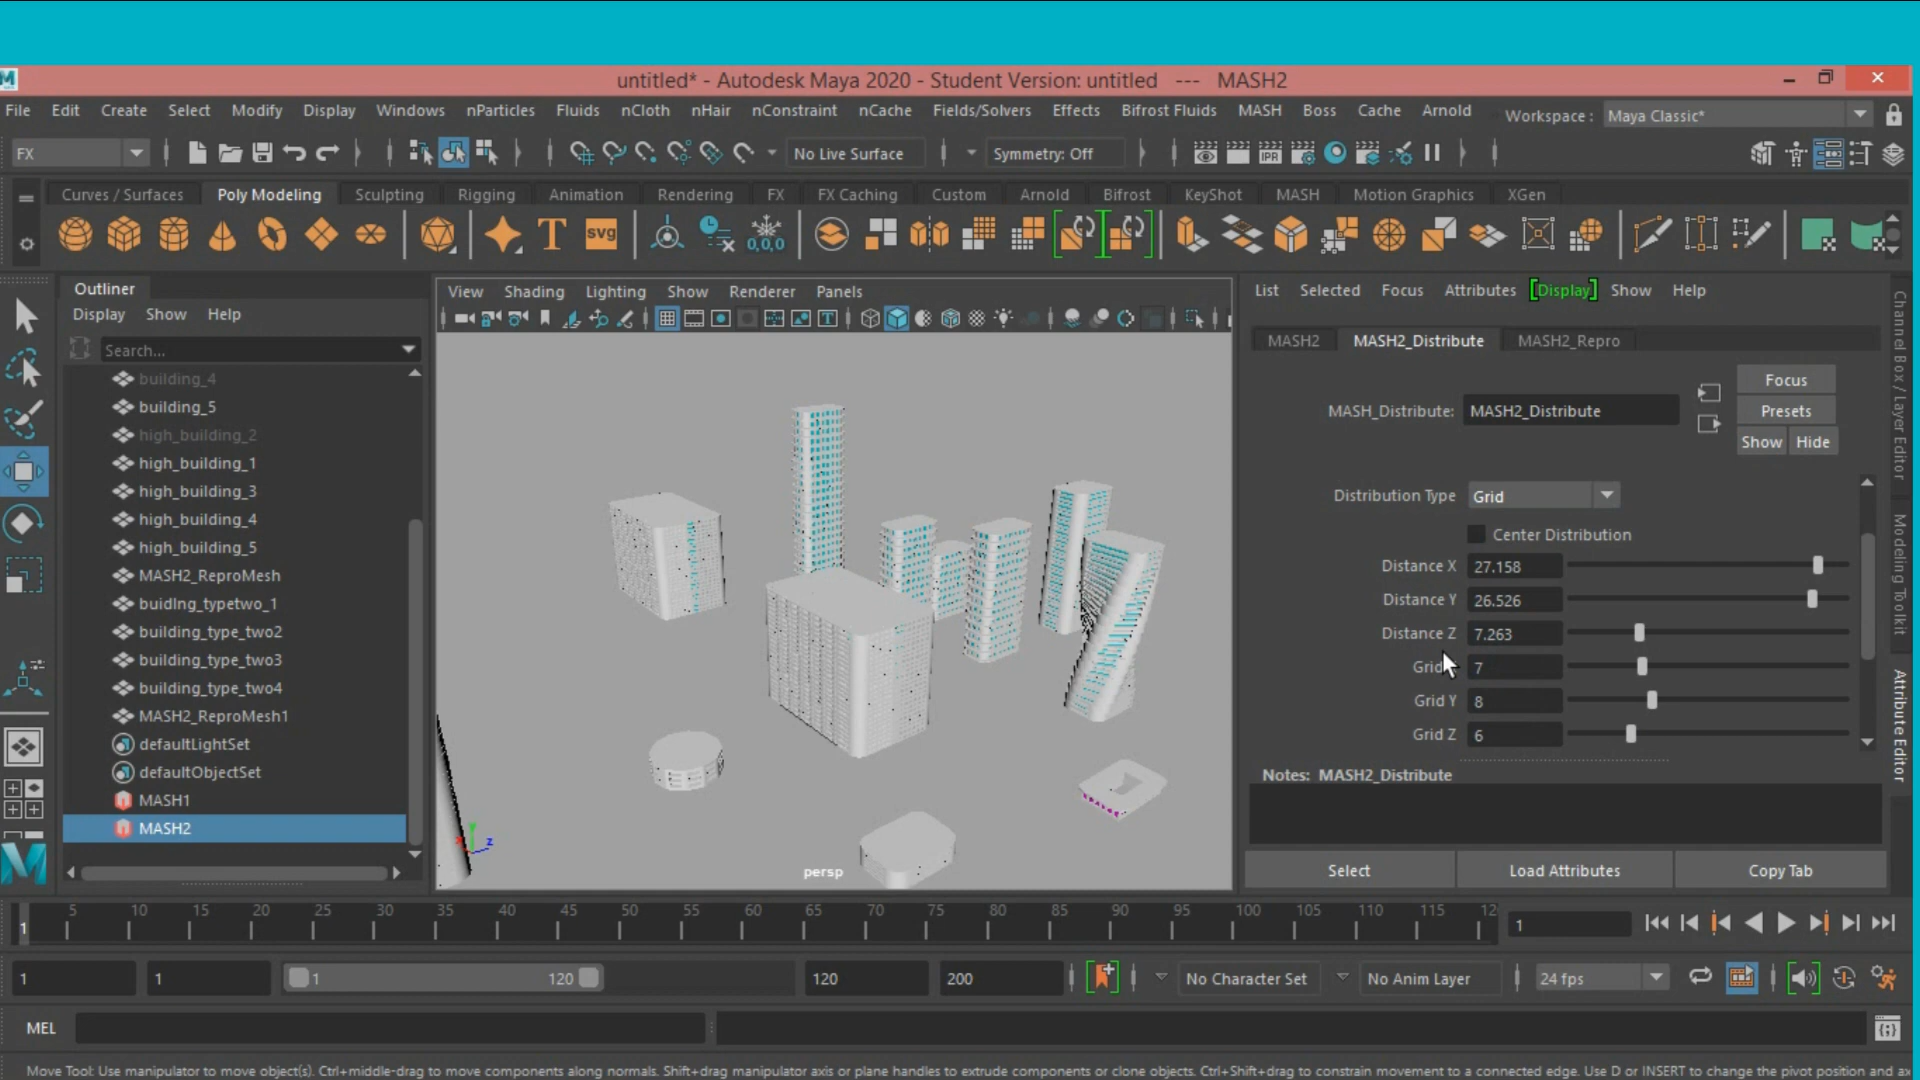 untitled* - Autodesk Maya 2020 - Student Version: untitled --- MASH2
File Edit Create Select Modify Display Windows nParticles Fluids nCloth nHair nConstraint nCache Fields/Solvers Effects Bifrost Fluids MASH Boss Cache Arnold Workspace : Maya Classic*
FX No Live Surface Symmetry: Off IPR
Curves / Surfaces Poly Modeling Sculpting Rigging Animation Rendering FX FX Caching Custom Arnold Bifrost KeyShot MASH Motion Graphics XGen
T svg 0,0,0
Outliner
Display Show Help
Search...
building_4
building_5
high_building_2
high_building_1
high_building_3
high_building_4
high_building_5
MASH2_ReproMesh
buidlng_typetwo_1
building_type_two2
building_type_two3
building_type_two4
MASH2_ReproMesh1
defaultLightSet
defaultObjectSet
MASH1
MASH2
View Shading Lighting Show Renderer Panels
z
persp
List Selected Focus Attributes Display Show Help
MASH2 MASH2_Distribute MASH2_Repro
Focus
MASH_Distribute: MASH2_Distribute Presets
Show Hide
Distribution Type Grid
Center Distribution
Distance X 27.158
Distance Y 26.526
Distance Z 7.263
Grid 7
Grid Y 8
Grid Z 6
Notes: MASH2_Distribute
Select Load Attributes Copy Tab
Channel Box / Layer Editor
Modeling Toolkit
Attribute Editor
1 5 10 15 20 25 30 35 40 45 50 55 60 65 70 75 80 85 90 95 100 105 110 115 12 1
1 1 1 120 120 200 No Character Set No Anim Layer 24 fps
MEL
Move Tool: Use manipulator to move object(s). Ctrl+middle-drag to move components along normals. Shift+drag manipulator axis or plane handles to extrude components or clone objects. Ctrl+Shift+drag to constrain movement to a connected edge. Use D or INSERT to change the pivot position and ax